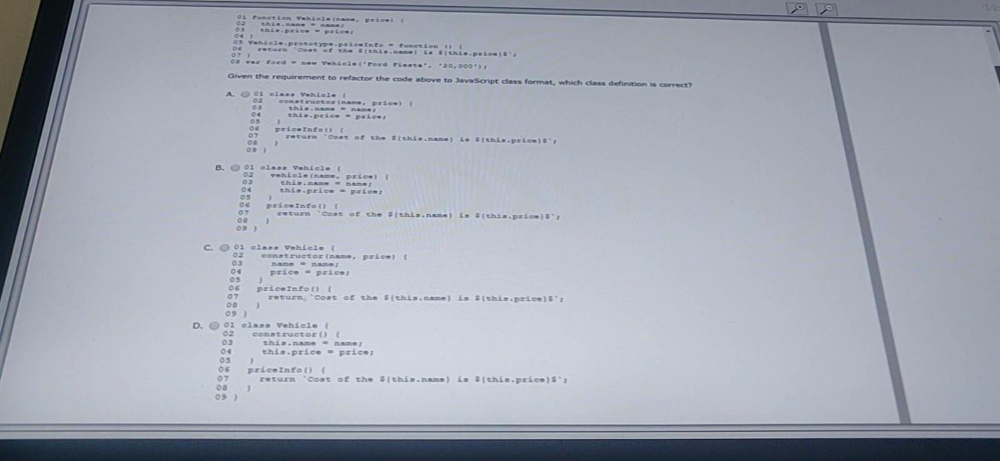 01 function Vehicle(name, price) {
02 this.name = name;
03 this.price = price;
04 }
05 Vehicle.prototype.priceInfo = function () {
06 return `Cost of the ${this.name} is ${this.price}$`;
07 }
08 var ford = new Vehicle('Ford Fiesta', '20,000');
Given the requirement to refactor the code above to JavaScript class format, which class definition is correct?
A. 01 class Vehicle {
02 constructor(name, price) {
03 this.name = name;
04 this.price = price;
05 }
06 priceInfo() {
07 return `Cost of the ${this.name} is ${this.price}$`;
08 }
09 }
B. 01 class Vehicle {
02 vehicle(name, price) {
03 this.name = name;
04 this.price = price;
05 }
06 priceInfo() {
07 return `Cost of the ${this.name} is ${this.price}$`;
08 }
09 }
C. 01 class Vehicle {
02 constructor(name, price) {
03 name = name;
04 price = price;
05 }
06 priceInfo() {
07 return `Cost of the ${this.name} is ${this.price}$`;
08 }
09 }
D. 01 class Vehicle {
02 constructor() {
03 this.name = name;
04 this.price = price;
05 }
06 priceInfo() {
07 return `Cost of the ${this.name} is ${this.price}$`;
08 }
09 }